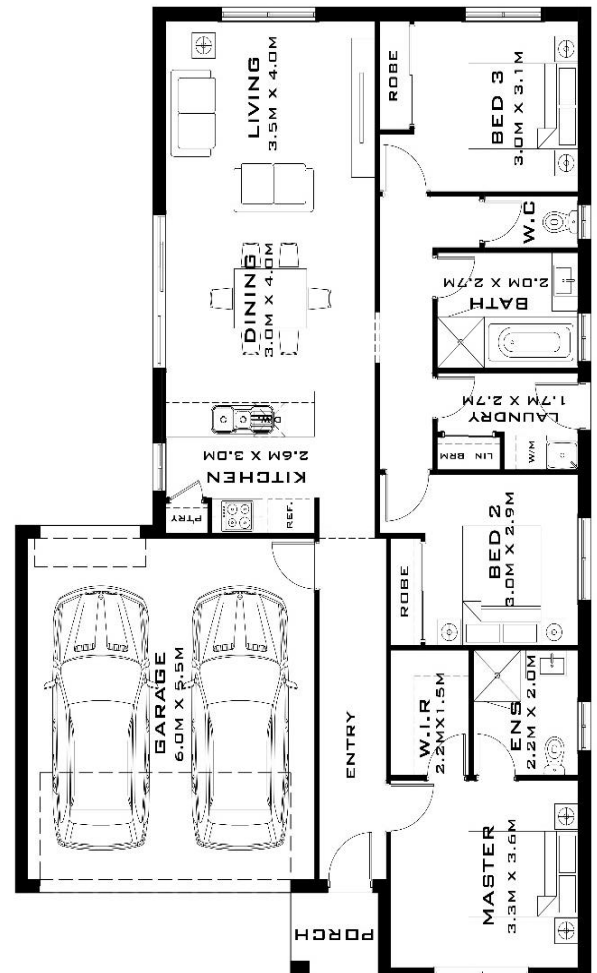 LIVING
3.5M X 4.0M
ROBE
BED 3
3.0M X 3.1M
W.C
DINING
3.0M X 4.0M
BATH
2.0M X 2.7M
LAUNDRY
1.7M X 2.7M
KITCHEN
2.6M X 3.0M
LIN BRM
W/M
PTRY
REF.
BED 2
3.0M X 2.9M
ROBE
GARAGE
6.0M X 5.5M
ENTRY
W.I.R
2.2MX1.5M
ENS
2.2M X 2.0M
MASTER
3.3M X 3.6M
PORCH